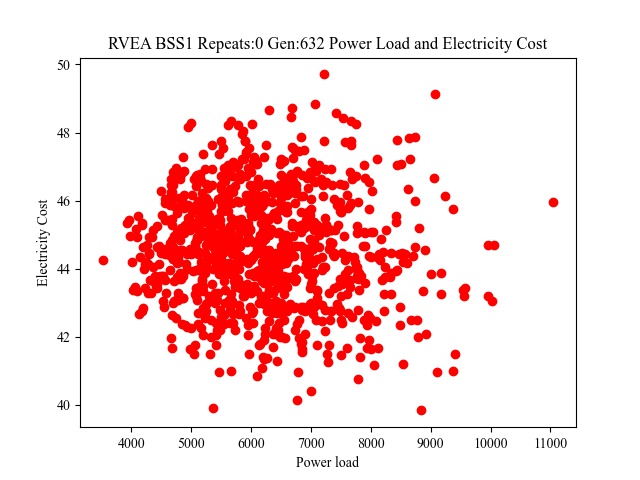 RVEA BSS1 Repeats:0 Gen:632 Power Load and Electricity Cost
50
48
46
44
42
40
Electricity Cost
4000 5000 6000 7000 8000 9000 10000 11000
Power load